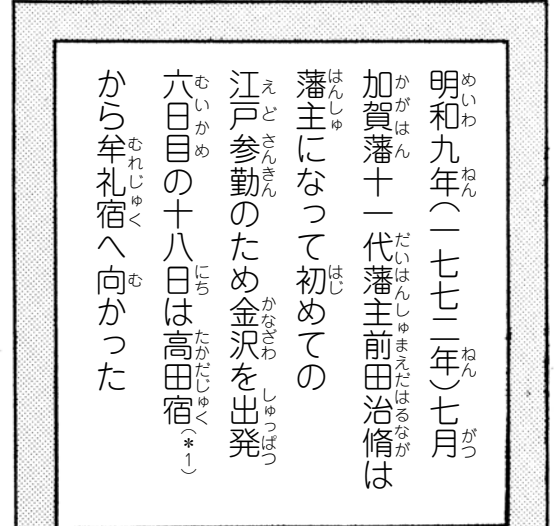 明和九年（一七七二年）七月
加賀藩十一代藩主前田治脩は
藩主になって初めての
江戸参勤のため金沢を出発
六日目の十八日は高田宿（*1）
から牟礼宿へ向かった